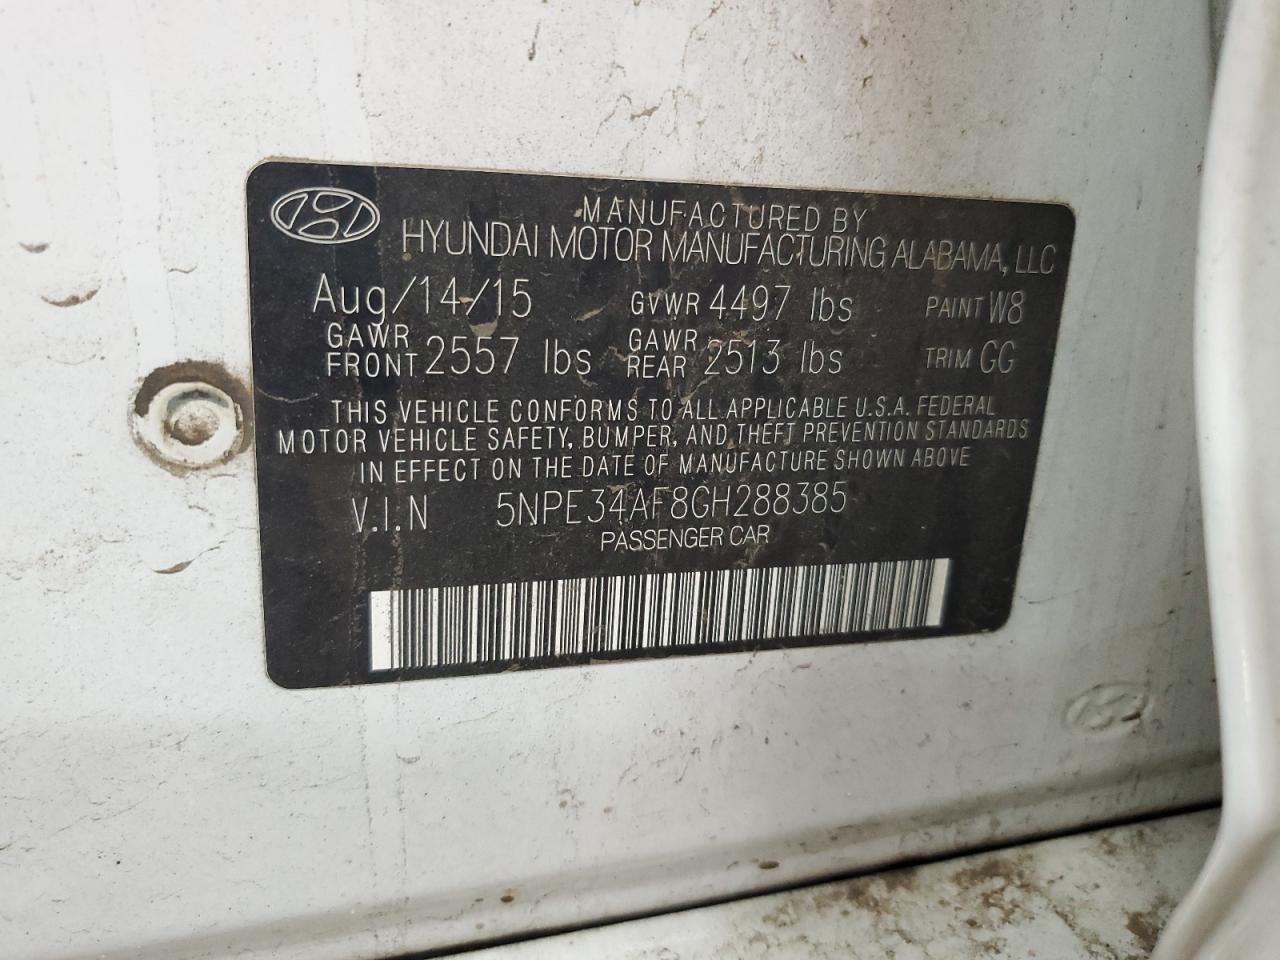 MANUFACTURED BY
HYUNDAI MOTOR MANUFACTURING ALABAMA, LLC
Aug/14/15 GVWR 4497 lbs PAINT W8
GAWR FRONT 2557 lbs GAWR REAR 2513 lbs TRIM GG
THIS VEHICLE CONFORMS TO ALL APPLICABLE U.S.A. FEDERAL
MOTOR VEHICLE SAFETY, BUMPER, AND THEFT PREVENTION STANDARDS
IN EFFECT ON THE DATE OF MANUFACTURE SHOWN ABOVE
V.I.N 5NPE34AF8GH288385
PASSENGER CAR